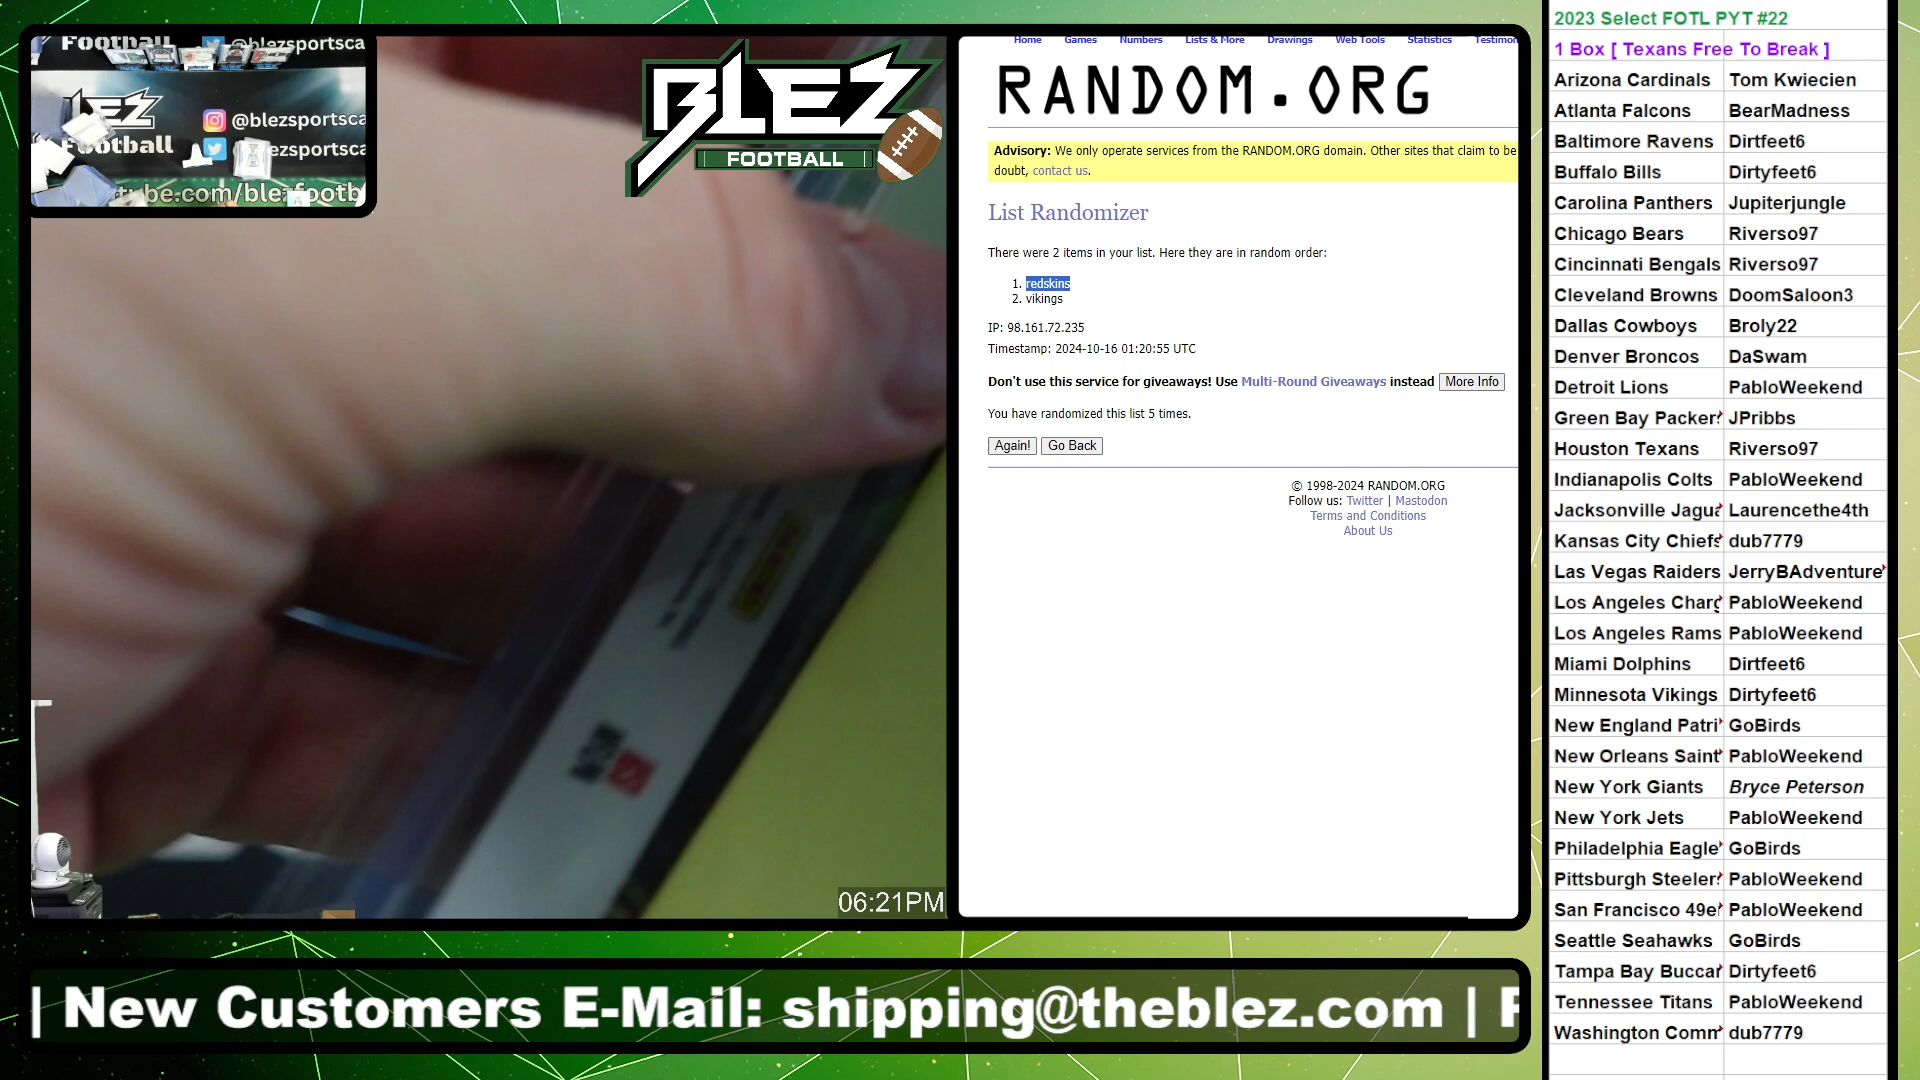 Football
@blezsportsca
BLEZ
Football
@blezsportsca
ezsportsca
be.com/blezfootb
BLEZ
FOOTBALL
06:21PM
Home Games Numbers Lists & More Drawings Web Tools Statistics Testimon
RANDOM.ORG
Advisory: We only operate services from the RANDOM.ORG domain. Other sites that claim to be
doubt, contact us.
List Randomizer
There were 2 items in your list. Here they are in random order:
1. redskins
2. vikings
IP: 98.161.72.235
Timestamp: 2024-10-16 01:20:55 UTC
Don't use this service for giveaways! Use Multi-Round Giveaways instead More Info
You have randomized this list 5 times.
Again! Go Back
© 1998-2024 RANDOM.ORG
Follow us: Twitter | Mastodon
Terms and Conditions
About Us
2023 Select FOTL PYT #22
1 Box [ Texans Free To Break ]
Arizona Cardinals Tom Kwiecien
Atlanta Falcons BearMadness
Baltimore Ravens Dirtfeet6
Buffalo Bills Dirtyfeet6
Carolina Panthers Jupiterjungle
Chicago Bears Riverso97
Cincinnati Bengals Riverso97
Cleveland Browns DoomSaloon3
Dallas Cowboys Broly22
Denver Broncos DaSwam
Detroit Lions PabloWeekend
Green Bay Packer JPribbs
Houston Texans Riverso97
Indianapolis Colts PabloWeekend
Jacksonville Jagua Laurencethe4th
Kansas City Chiefs dub7779
Las Vegas Raiders JerryBAdventure
Los Angeles Charg PabloWeekend
Los Angeles Rams PabloWeekend
Miami Dolphins Dirtfeet6
Minnesota Vikings Dirtyfeet6
New England Patri GoBirds
New Orleans Saint PabloWeekend
New York Giants Bryce Peterson
New York Jets PabloWeekend
Philadelphia Eagle GoBirds
Pittsburgh Steeler PabloWeekend
San Francisco 49e PabloWeekend
Seattle Seahawks GoBirds
Tampa Bay Buccar Dirtyfeet6
Tennessee Titans PabloWeekend
Washington Comm dub7779
| New Customers E-Mail: shipping@theblez.com |